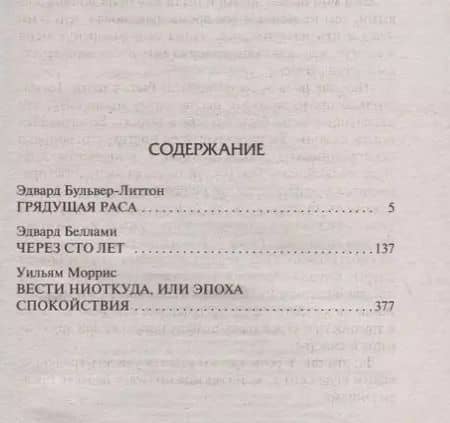 СОДЕРЖАНИЕ
Эдвард Бульвер-Литтон
ГРЯДУЩАЯ РАСА . . . . . . . . . . . . . . . . . . . . . . . . . . . . 5
Эдвард Беллами
ЧЕРЕЗ СТО ЛЕТ . . . . . . . . . . . . . . . . . . . . . . . . . . . 137
Уильям Моррис
ВЕСТИ НИОТКУДА, ИЛИ ЭПОХА
СПОКОЙСТВИЯ . . . . . . . . . . . . . . . . . . . . . . . . . . . . 377